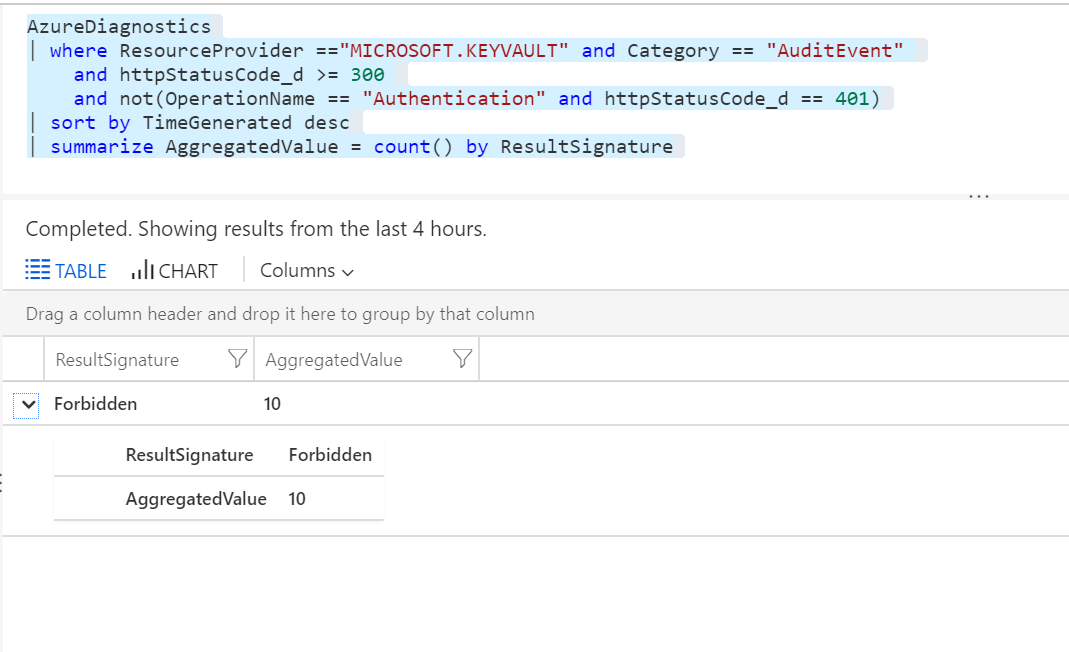 AzureDiagnostics
| where ResourceProvider =="MICROSOFT.KEYVAULT" and Category == "AuditEvent"
and httpStatusCode_d >= 300
and not(OperationName == "Authentication" and httpStatusCode_d == 401)
| sort by TimeGenerated desc
| summarize AggregatedValue = count() by ResultSignature
...
Completed. Showing results from the last 4 hours.
TABLE CHART Columns
Drag a column header and drop it here to group by that column
ResultSignature AggregatedValue
Forbidden 10
ResultSignature Forbidden
AggregatedValue 10